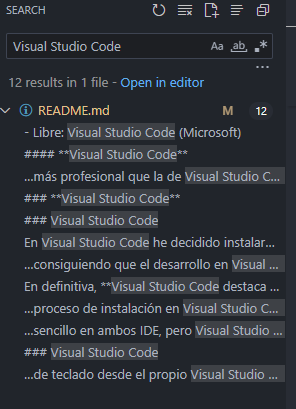 SEARCH
Visual Studio Code
Aa ab, .*
...
12 results in 1 file - Open in editor
README.md M 12
- Libre: Visual Studio Code (Microsoft)
#### **Visual Studio Code**
...más profesional que la de Visual Studio C...
### **Visual Studio Code**
### Visual Studio Code
En Visual Studio Code he decidido instalar...
...consiguiendo que el desarrollo en Visual ...
En definitiva, **Visual Studio Code destaca ...
...proceso de instalación en Visual Studio C...
...sencillo en ambos IDE, pero Visual Studio ...
### Visual Studio Code
...de teclado desde el propio Visual Studio ...